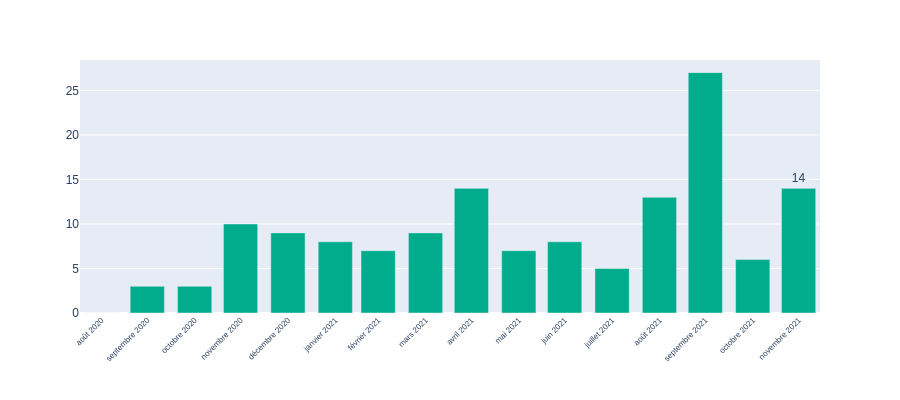 25
20
15
10
5
0
14
août 2020
septembre 2020
octobre 2020
novembre 2020
décembre 2020
janvier 2021
février 2021
mars 2021
avril 2021
mai 2021
juin 2021
juillet 2021
août 2021
septembre 2021
octobre 2021
novembre 2021